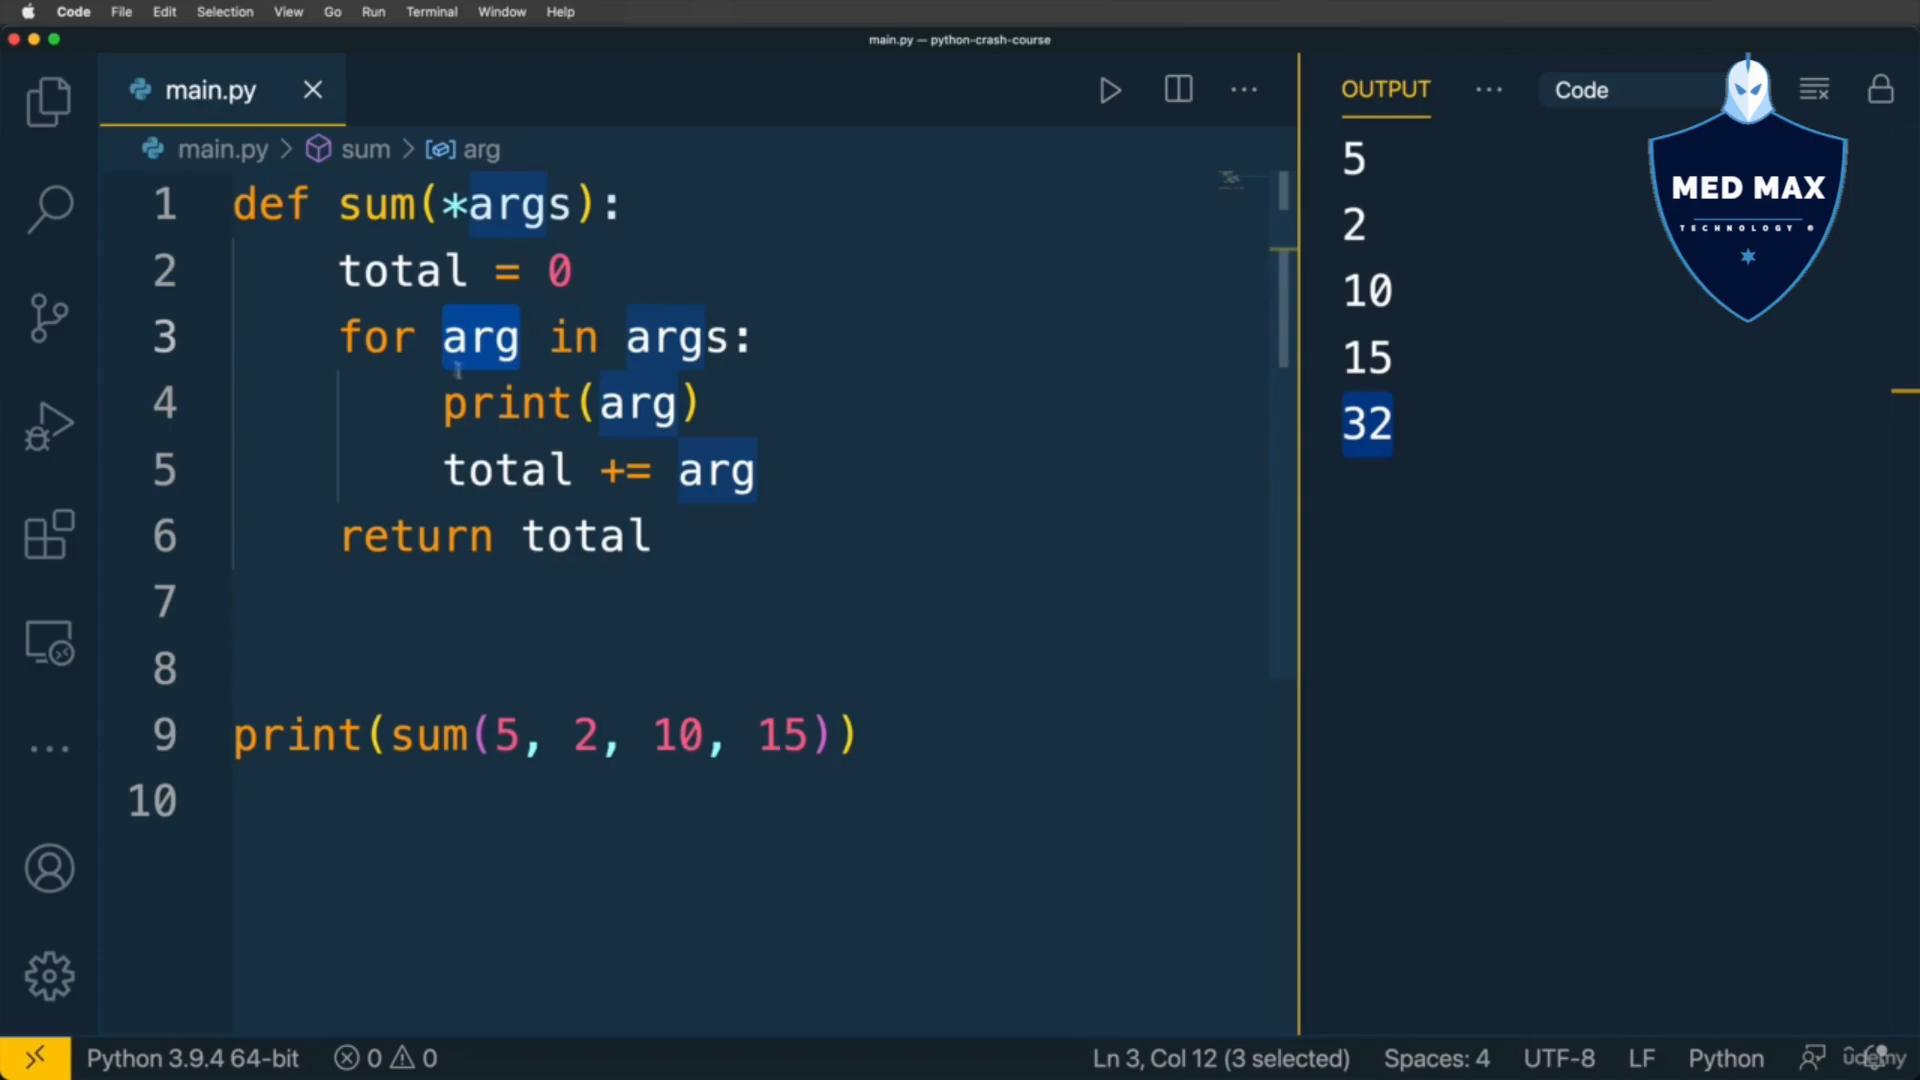 Code File Edit Selection View Go Run Terminal Window Help
main.py — python-crash-course
main.py
OUTPUT
Code
main.py > sum > arg
1 def sum(*args):
2 total = 0
3 for arg in args:
4 print(arg)
5 total += arg
6 return total
7
8
9 print(sum(5, 2, 10, 15))
10
5
2
10
15
32
MED MAX
TECHNOLOGY ®
Python 3.9.4 64-bit 0 0 Ln 3, Col 12 (3 selected) Spaces: 4 UTF-8 LF Python
udemy